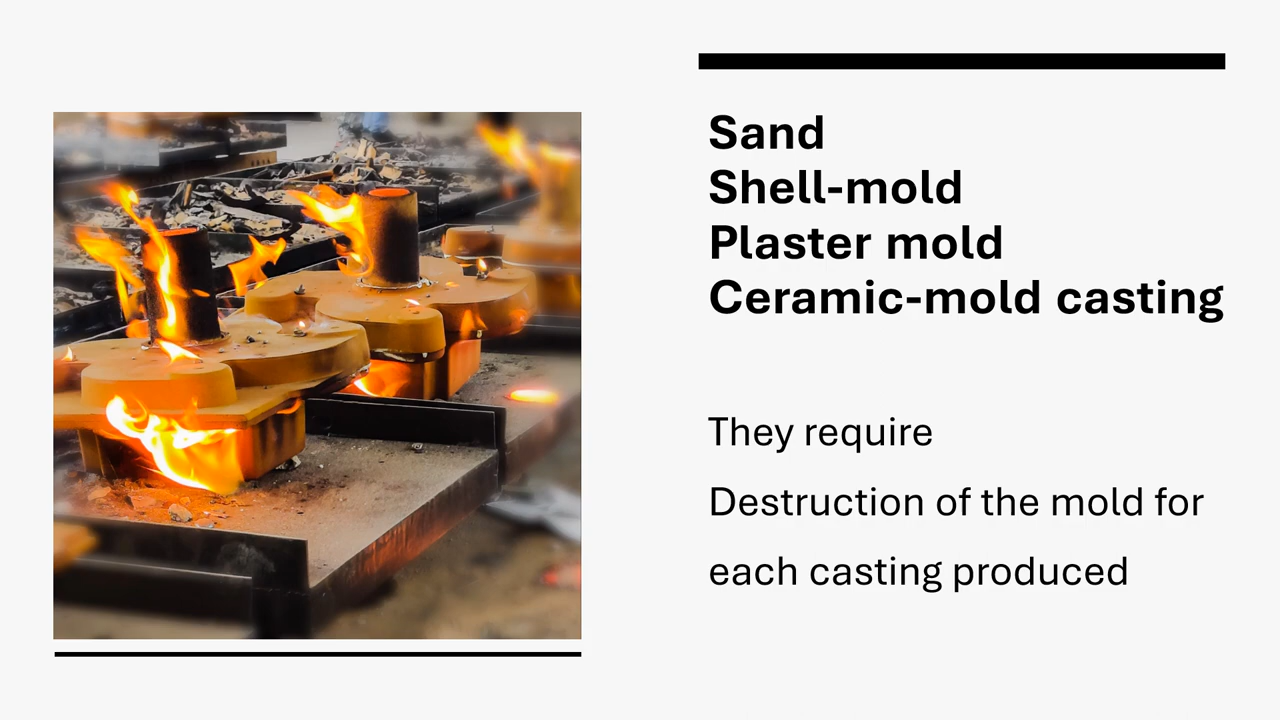 Sand
Shell-mold
Plaster mold
Ceramic-mold casting
They require
Destruction of the mold for
each casting produced